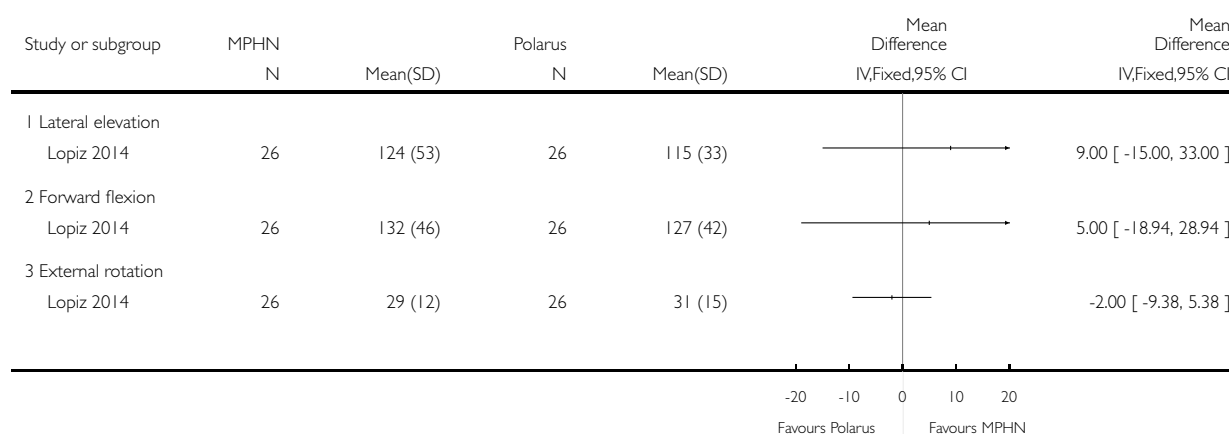 Study or subgroup MPHN Polarus Mean Difference Mean Difference
N Mean(SD) N Mean(SD) IV,Fixed,95% CI IV,Fixed,95% CI
1 Lateral elevation
Lopiz 2014 26 124 (53) 26 115 (33) 9.00 [ -15.00, 33.00 ]
2 Forward flexion
Lopiz 2014 26 132 (46) 26 127 (42) 5.00 [ -18.94, 28.94 ]
3 External rotation
Lopiz 2014 26 29 (12) 26 31 (15) -2.00 [ -9.38, 5.38 ]
-20 -10 0 10 20
Favours Polarus Favours MPHN